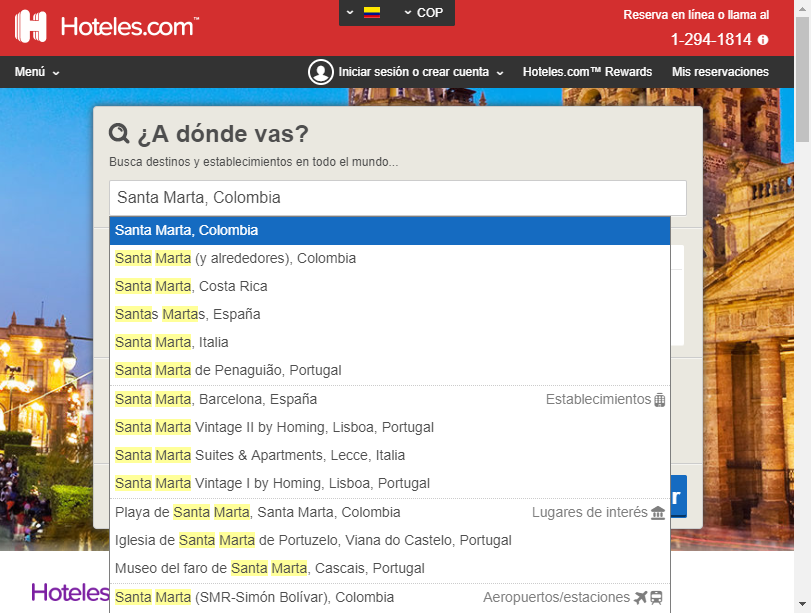 Hoteles.com™
COP
Reserva en línea o llama al
1-294-1814
Menú
Iniciar sesión o crear cuenta
Hoteles.com™ Rewards
Mis reservaciones
¿A dónde vas?
Busca destinos y establecimientos en todo el mundo...
Santa Marta, Colombia
Santa Marta, Colombia
Santa Marta (y alrededores), Colombia
Santa Marta, Costa Rica
Santas Martas, España
Santa Marta, Italia
Santa Marta de Penaguião, Portugal
Santa Marta, Barcelona, España Establecimientos
Santa Marta Vintage II by Homing, Lisboa, Portugal
Santa Marta Suites & Apartments, Lecce, Italia
Santa Marta Vintage I by Homing, Lisboa, Portugal
Playa de Santa Marta, Santa Marta, Colombia Lugares de interés
Iglesia de Santa Marta de Portuzelo, Viana do Castelo, Portugal
Museo del faro de Santa Marta, Cascais, Portugal
Santa Marta (SMR-Simón Bolívar), Colombia Aeropuertos/estaciones
Hoteles